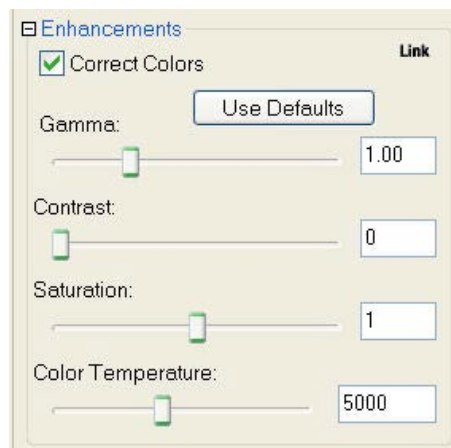 Enhancements
Correct Colors
Link
Use Defaults
Gamma:
1.00
Contrast:
0
Saturation:
1
Color Temperature:
5000